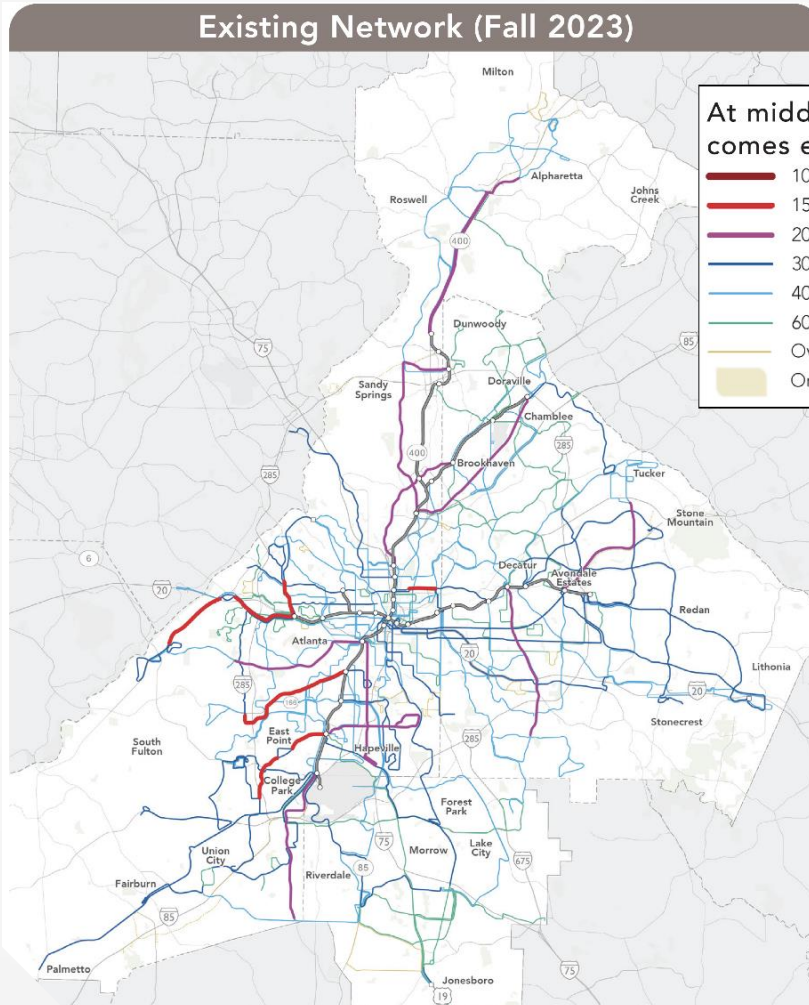 Existing Network (Fall 2023)
Milton
At midd
comes e
10
15
20
30
40
60
Ov
On
Alpharetta
Roswell
Johns
Creek
400
Dunwoody
75
85
Sandy
Springs
Doraville
Chamblee
285
400
Brookhaven
285
Tucker
Stone
Mountain
6
20
Decatur
Avondale
Estates
Redan
Atlanta
20
Lithonia
285
20
166
Stonecrest
South
Fulton
East
Point
Hapeville
285
College
Park
Forest
Park
Union
City
75
Morrow
Lake
City
675
Fairburn
Riverdale
85
85
Palmetto
Jonesboro
75
19